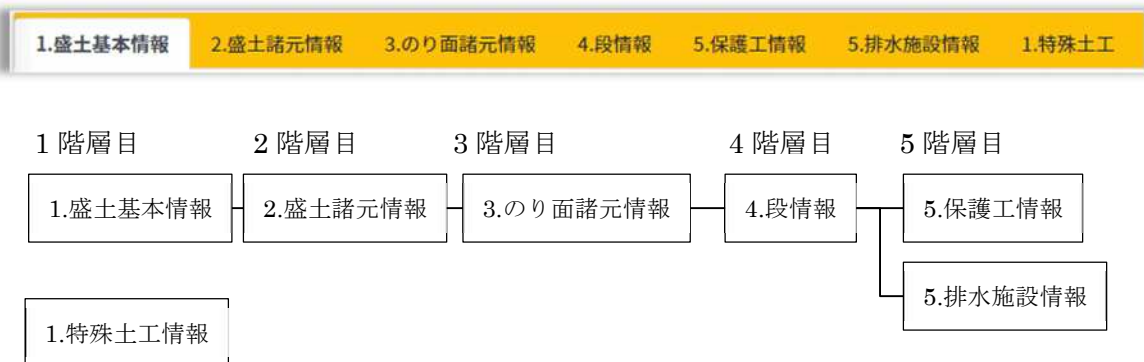 1.盛土基本情報 2.盛土諸元情報 3.のり面諸元情報 4.段情報 5.保護工情報 5.排水施設情報 1.特殊土工
1 階層目 2 階層目 3 階層目 4 階層目 5 階層目
1.盛土基本情報 2.盛土諸元情報 3.のり面諸元情報 4.段情報 5.保護工情報
5.排水施設情報
1.特殊土工情報